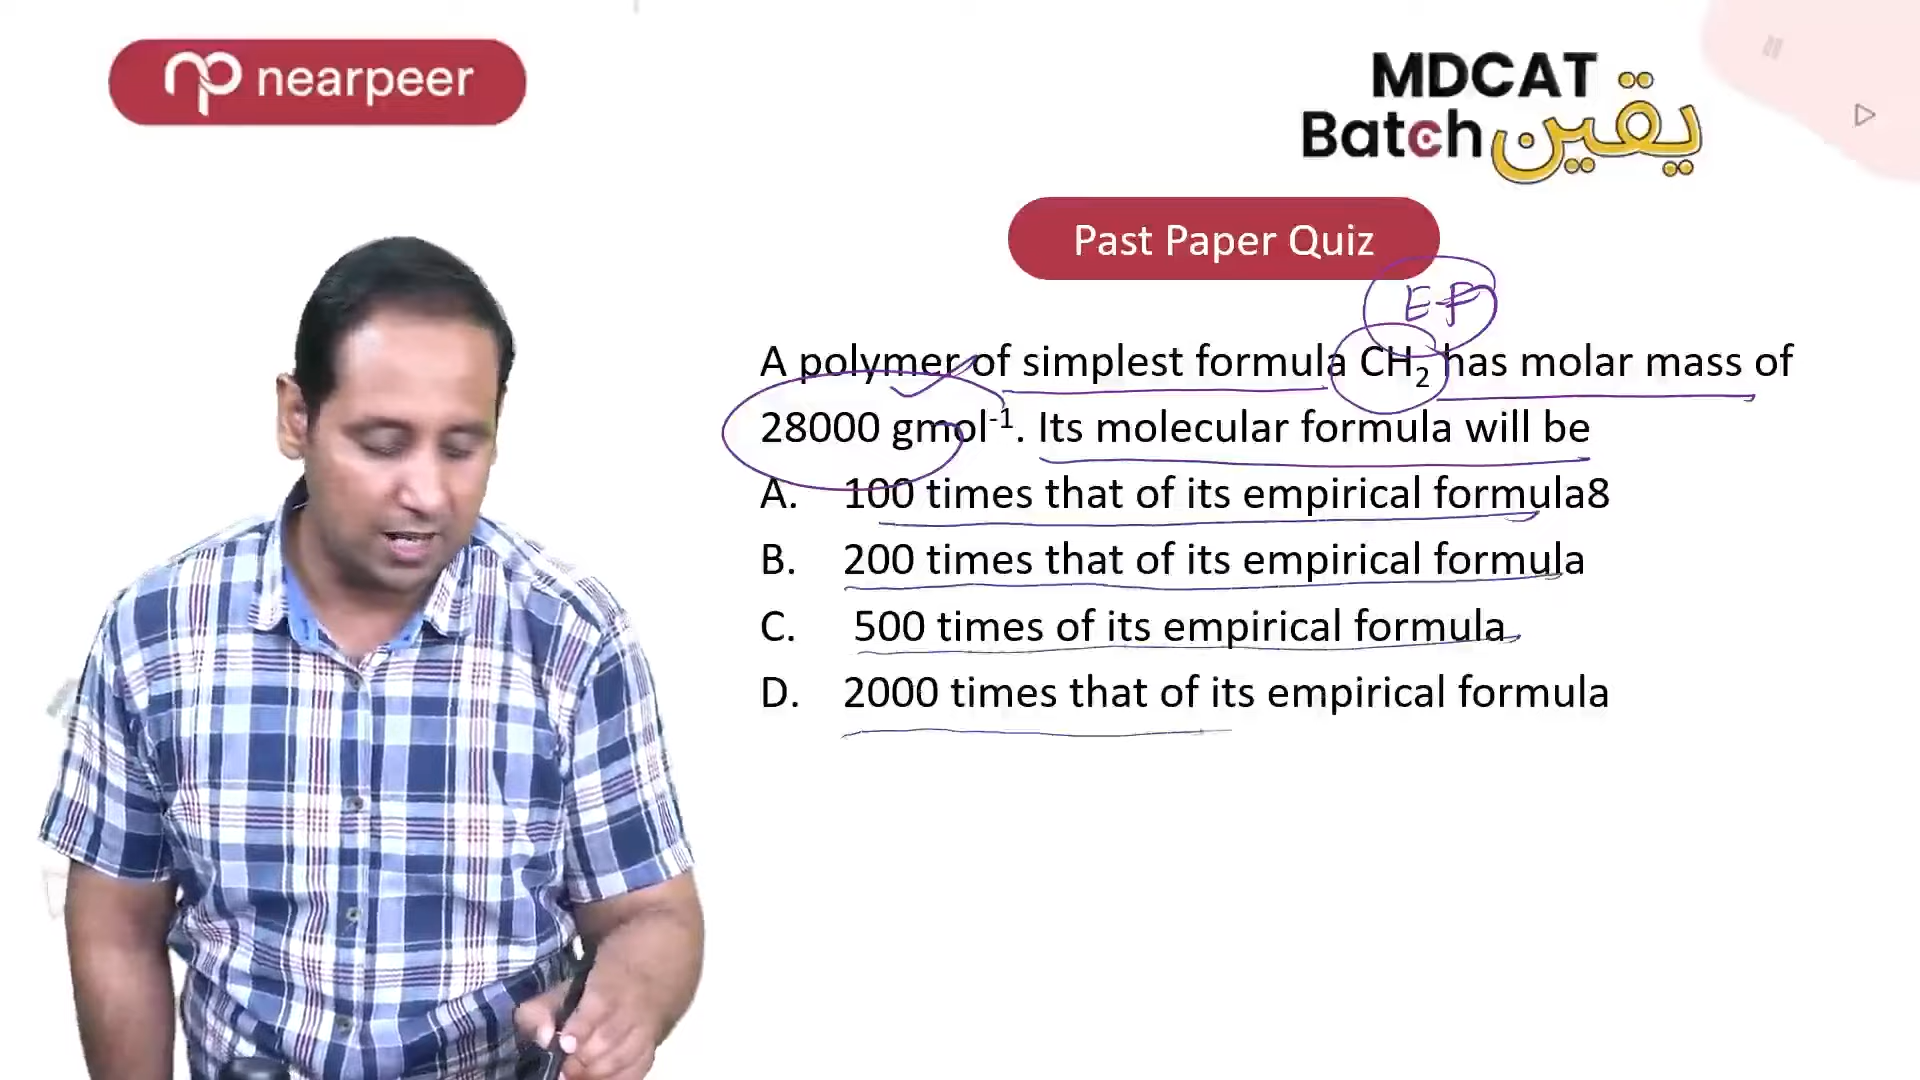 nearpeer
MDCAT
Batch یقین
Past Paper Quiz
E.F
A polymer of simplest formula CH₂ has molar mass of
28000 gmol⁻¹. Its molecular formula will be
A. 100 times that of its empirical formula8
B. 200 times that of its empirical formula
C. 500 times of its empirical formula
D. 2000 times that of its empirical formula